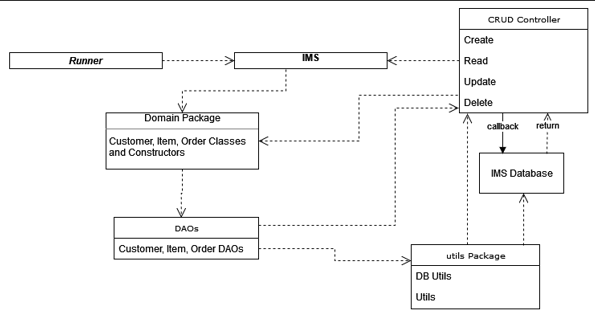 CRUD Controller
Create
Read
Update
Delete
Runner
IMS
Domain Package
Customer, Item, Order Classes
and Constructors
callback
return
IMS Database
DAOs
Customer, Item, Order DAOs
utils Package
DB Utils
Utils